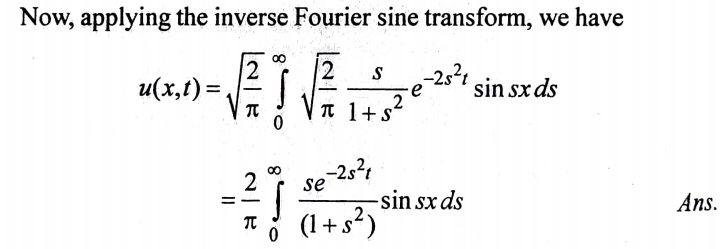 Now, applying the inverse Fourier sine transform, we have
u(x,t) = √(2/π) ∫₀^∞ √(2/π) s/(1+s²) e^(−2s²t) sin sx ds
= 2/π ∫₀^∞ se^(−2s²t)/(1+s²) sin sx ds Ans.